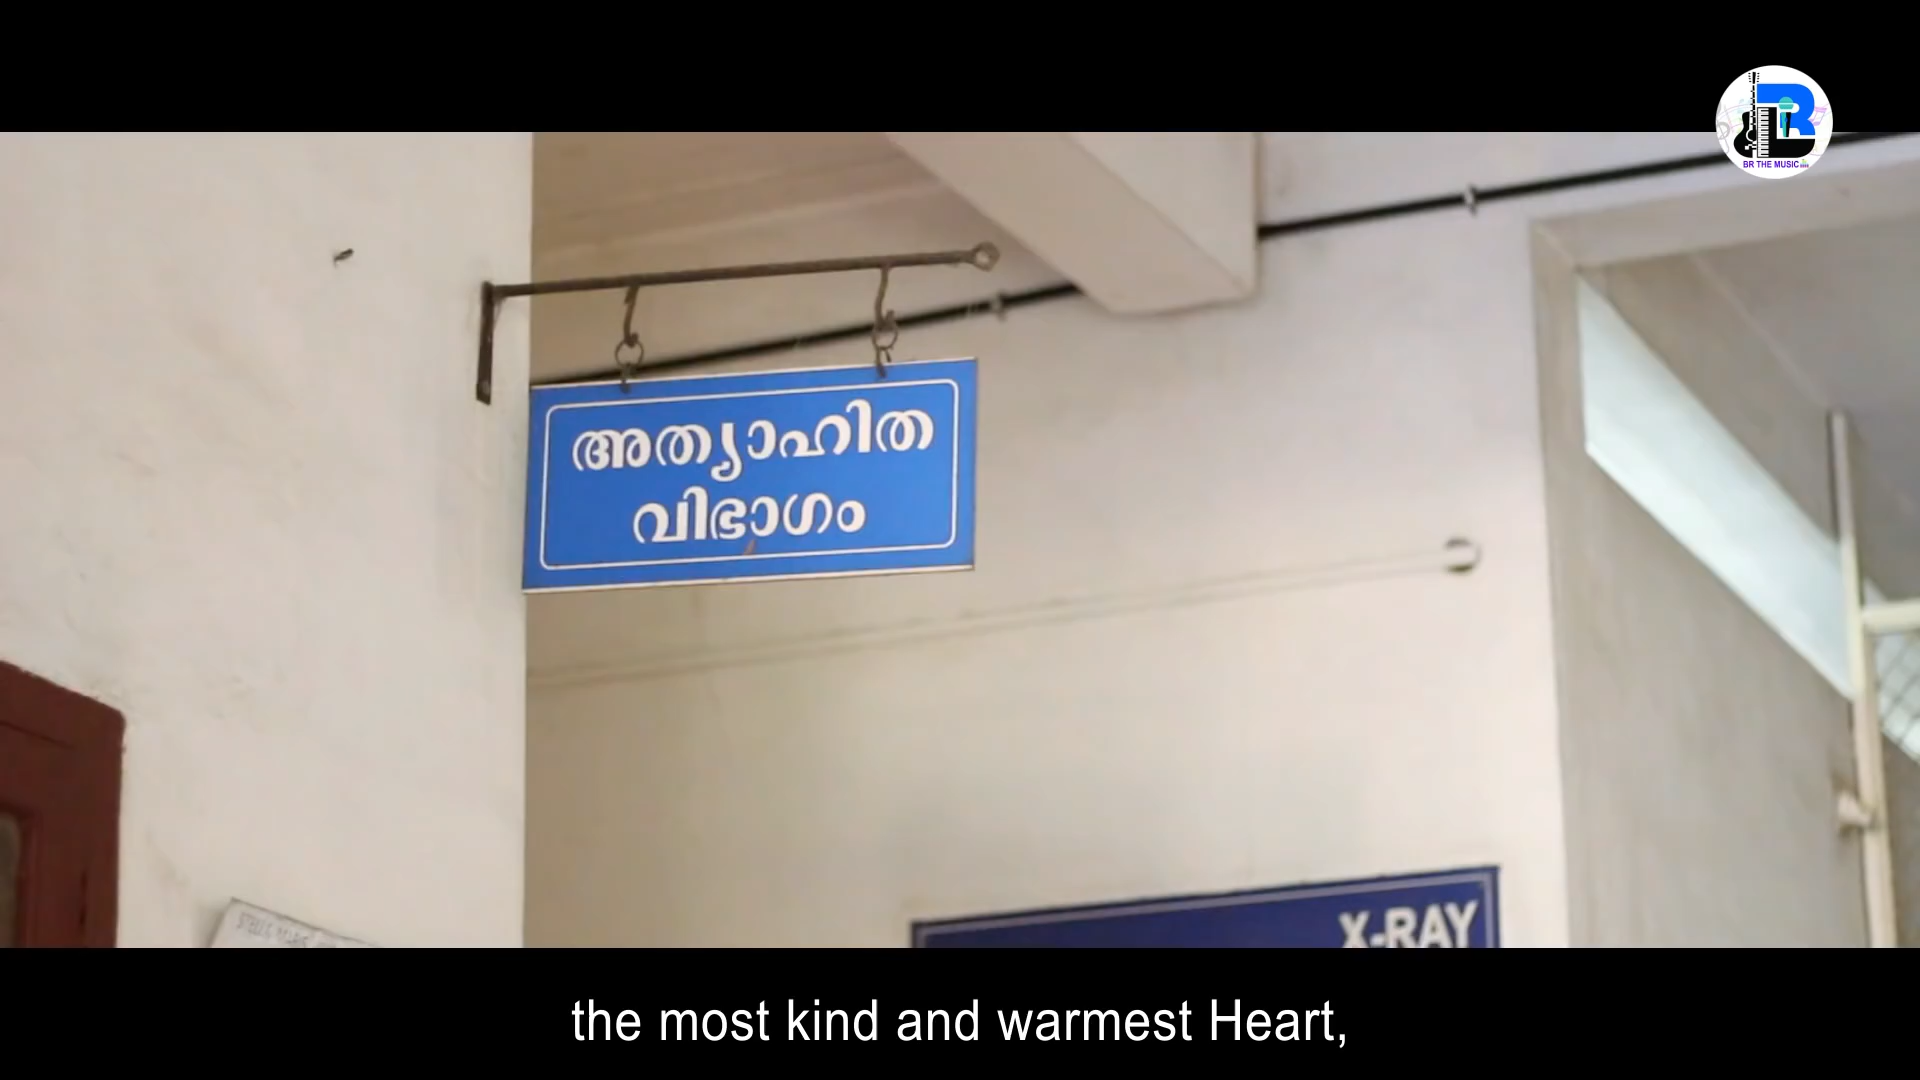 BR THE MUSIC
അത്യാഹിത
വിഭാഗം
X-RAY
the most kind and warmest Heart,